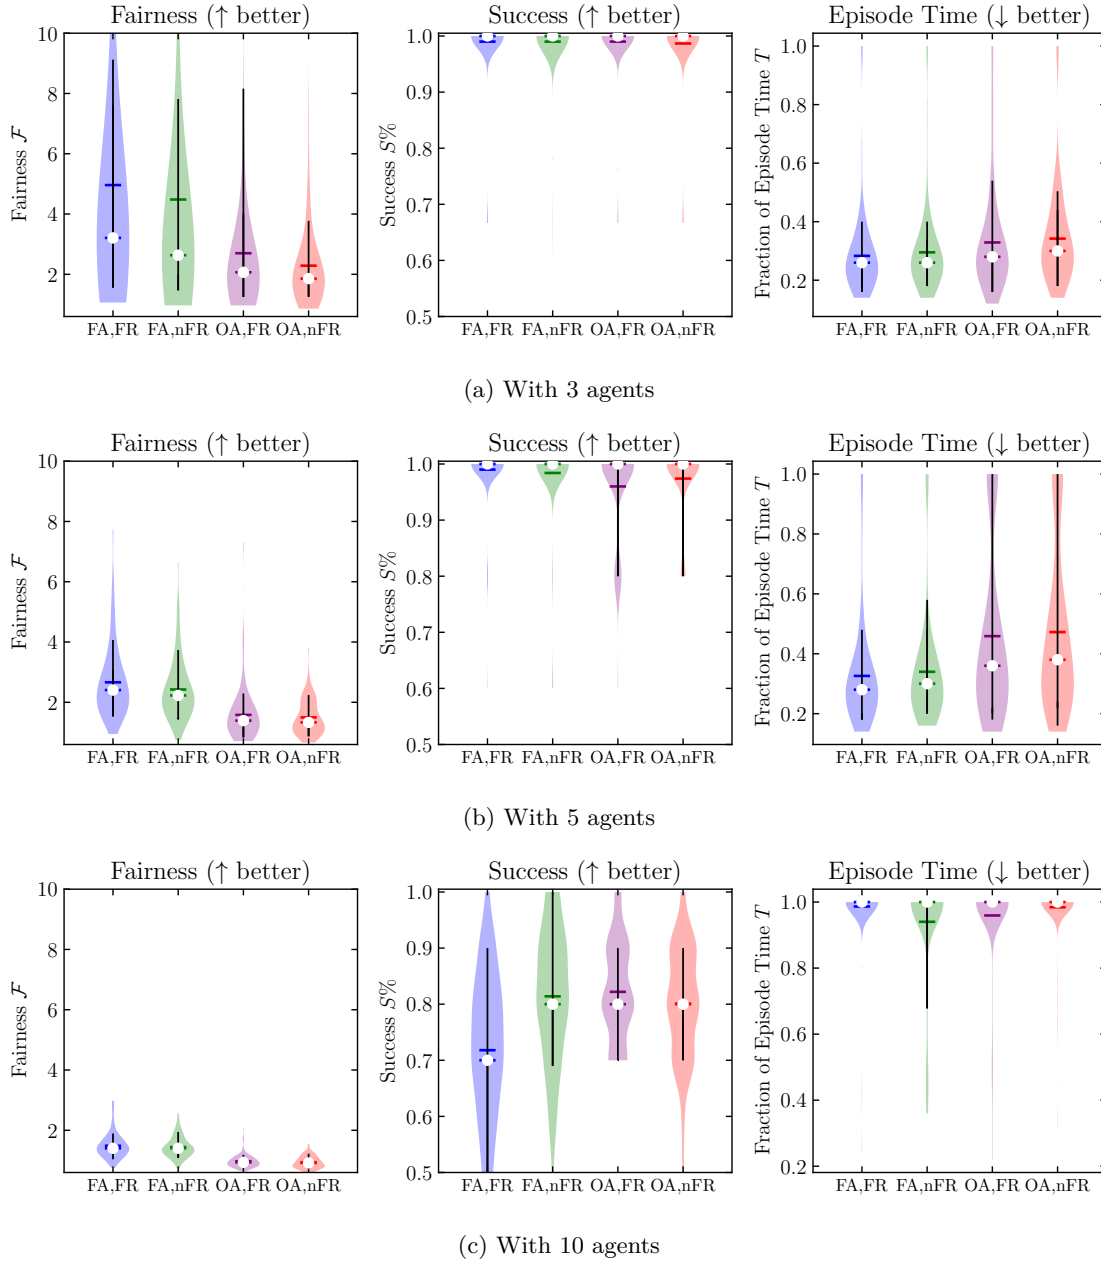 Fairness (↑ better)
Success (↑ better)
Episode Time (↓ better)
Fairness F
10
8
6
4
2
FA,FR FA,nFR OA,FR OA,nFR
Success S%
1.0
0.9
0.8
0.7
0.6
0.5
FA,FR FA,nFR OA,FR OA,nFR
Fraction of Episode Time T
1.0
0.8
0.6
0.4
0.2
FA,FR FA,nFR OA,FR OA,nFR
(a) With 3 agents
Fairness (↑ better)
Success (↑ better)
Episode Time (↓ better)
Fairness F
10
8
6
4
2
FA,FR FA,nFR OA,FR OA,nFR
Success S%
1.0
0.9
0.8
0.7
0.6
0.5
FA,FR FA,nFR OA,FR OA,nFR
Fraction of Episode Time T
1.0
0.8
0.6
0.4
0.2
FA,FR FA,nFR OA,FR OA,nFR
(b) With 5 agents
Fairness (↑ better)
Success (↑ better)
Episode Time (↓ better)
Fairness F
10
8
6
4
2
FA,FR FA,nFR OA,FR OA,nFR
Success S%
1.0
0.9
0.8
0.7
0.6
0.5
FA,FR FA,nFR OA,FR OA,nFR
Fraction of Episode Time T
1.0
0.8
0.6
0.4
0.2
FA,FR FA,nFR OA,FR OA,nFR
(c) With 10 agents